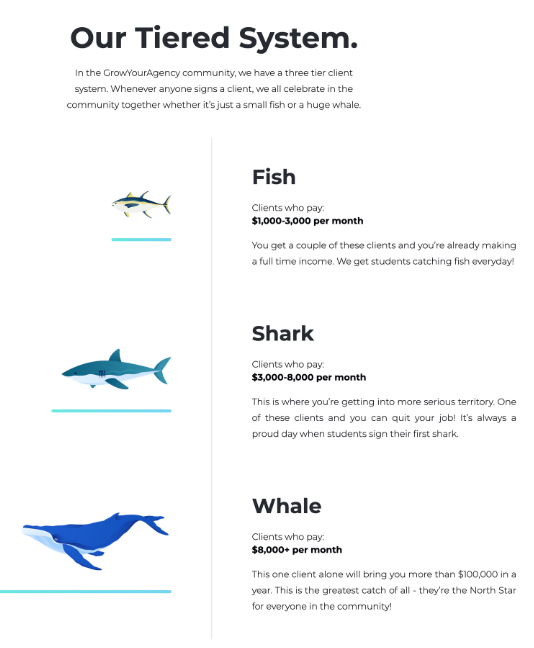 Our Tiered System.
In the GrowYourAgency community, we have a three tier client
system. Whenever anyone signs a client, we all celebrate in the
community together whether it's just a small fish or a huge whale.
Fish
Clients who pay:
$1,000-3,000 per month
You get a couple of these clients and you're already making
a full time income. We get students catching fish everyday!
Shark
Clients who pay:
$3,000-8,000 per month
This is where you're getting into more serious territory. One
of these clients and you can quit your job! It's always a
proud day when students sign their first shark.
Whale
Clients who pay:
$8,000+ per month
This one client alone will bring you more than $100,000 in a
year. This is the greatest catch of all - they're the North Star
for everyone in the community!